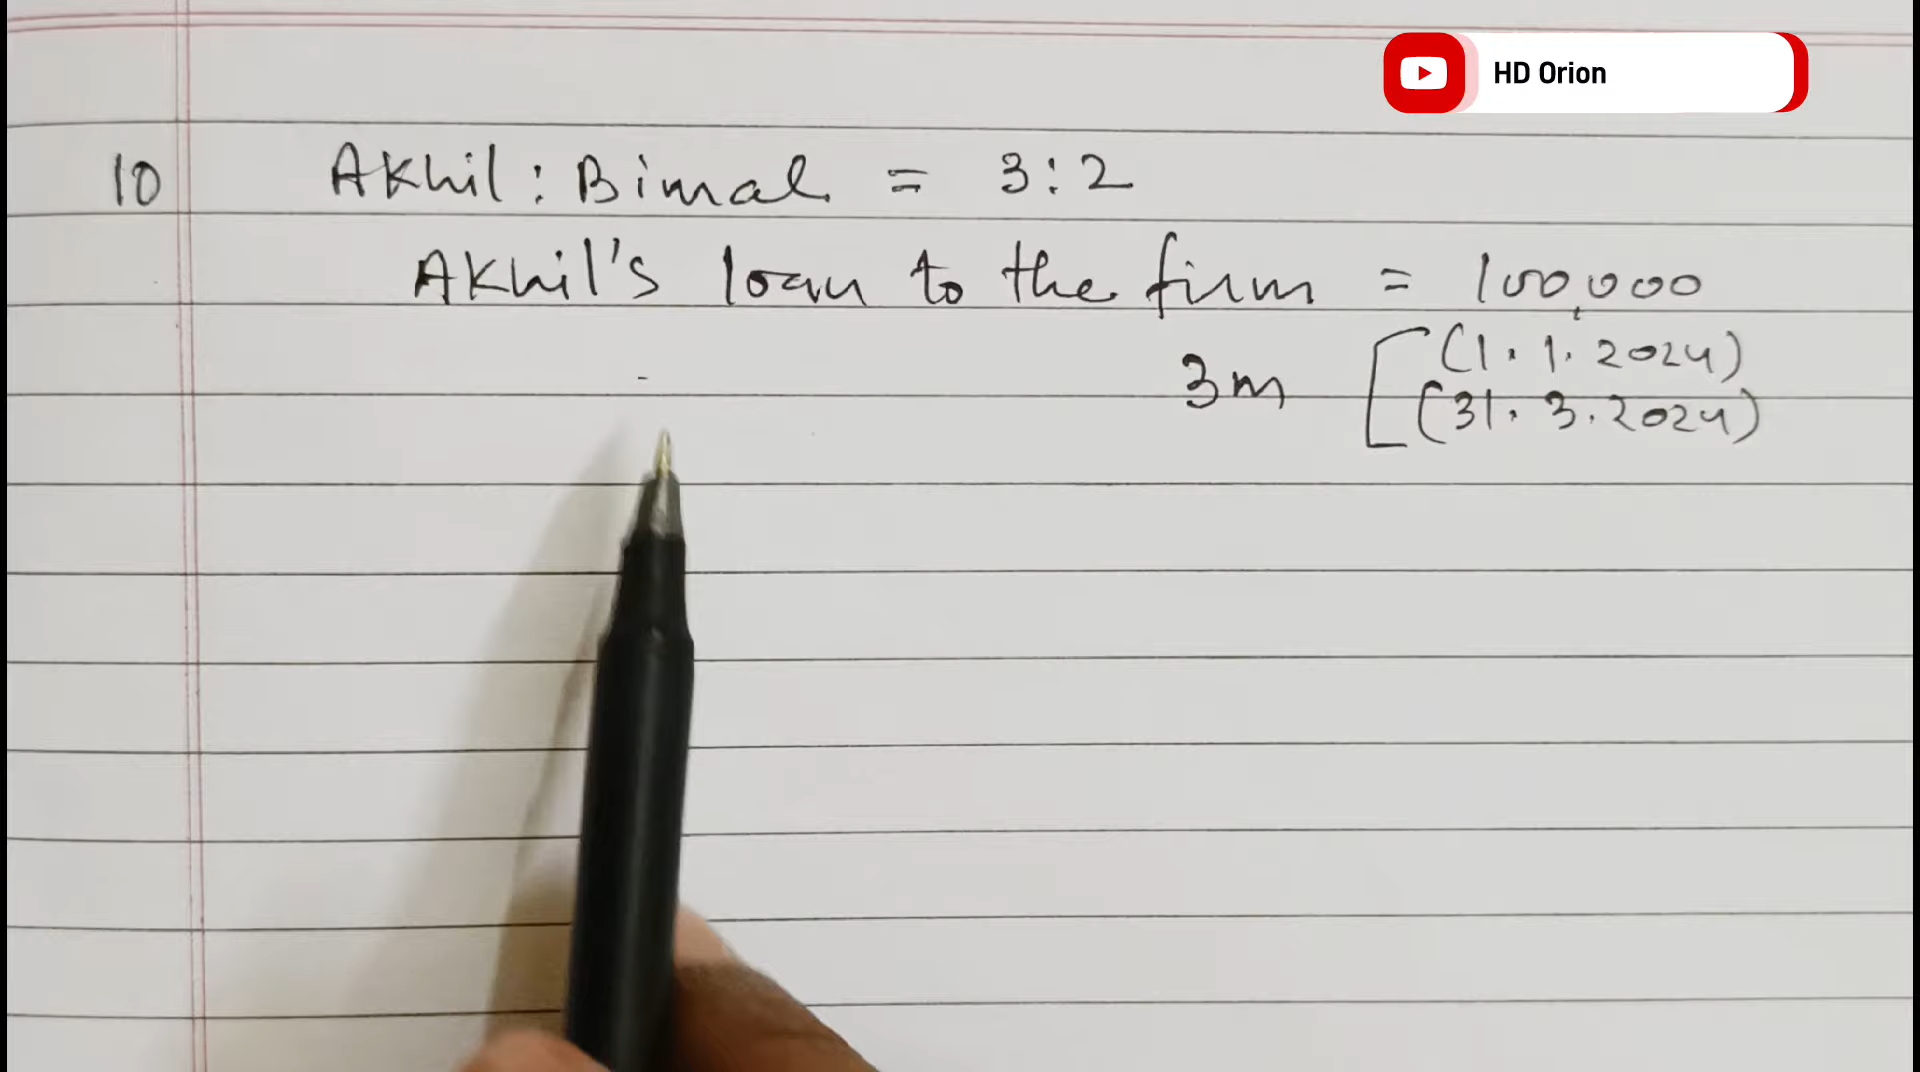 HD Orion
10 Akhil : Bimal = 3:2
Akhil's loan to the firm = 100,000
(1.1.2024)
3m
(31.3.2024)